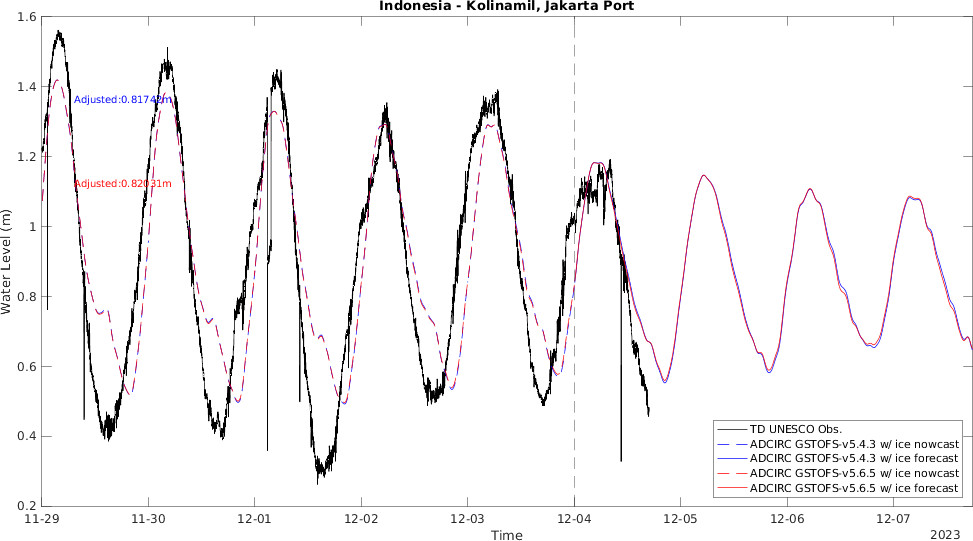 Indonesia - Kolinamil, Jakarta Port
1.6
1.4
1.2
1
0.8
0.6
0.4
0.2
Water Level (m)
Adjusted:0.81742m
Adjusted:0.82031m
TD UNESCO Obs.
ADCIRC GSTOFS-v5.4.3 w/ ice nowcast
ADCIRC GSTOFS-v5.4.3 w/ ice forecast
ADCIRC GSTOFS-v5.6.5 w/ ice nowcast
ADCIRC GSTOFS-v5.6.5 w/ ice forecast
11-29 11-30 12-01 12-02 12-03 12-04 12-05 12-06 12-07
Time
2023